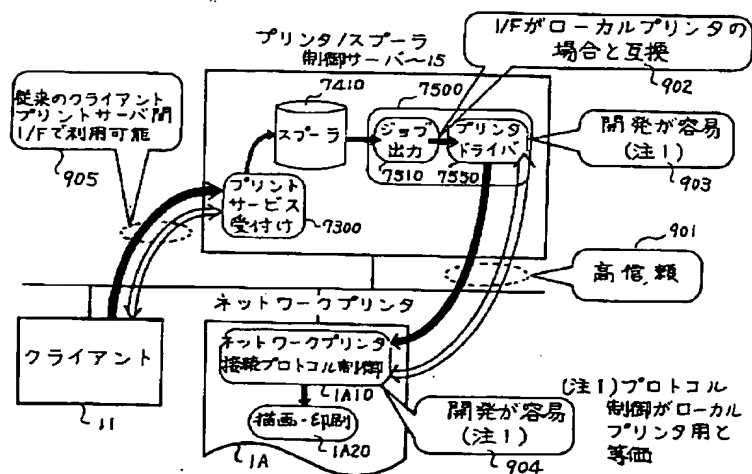 プリンタ/スプーラ
制御サーバ～15
I/Fがローカルプリンタの
場合と互換
902
従来のクライアント
プリントサーバ間
I/Fで利用可能
905
7410
スプーラ
7500
ジョブ
出力
プリンタ
ドライバ
7510
7550
開発が容易
(注1)
903
プリント
サービス
受付け
7300
901
高信頼
ネットワークプリンタ
クライアント
11
ネットワークプリンタ
接続プロトコル制御
1A10
描画・印刷
1A20
1A
開発が容易
(注1)
904
(注1)プロトコル
制御がローカル
プリンタ用と
等価